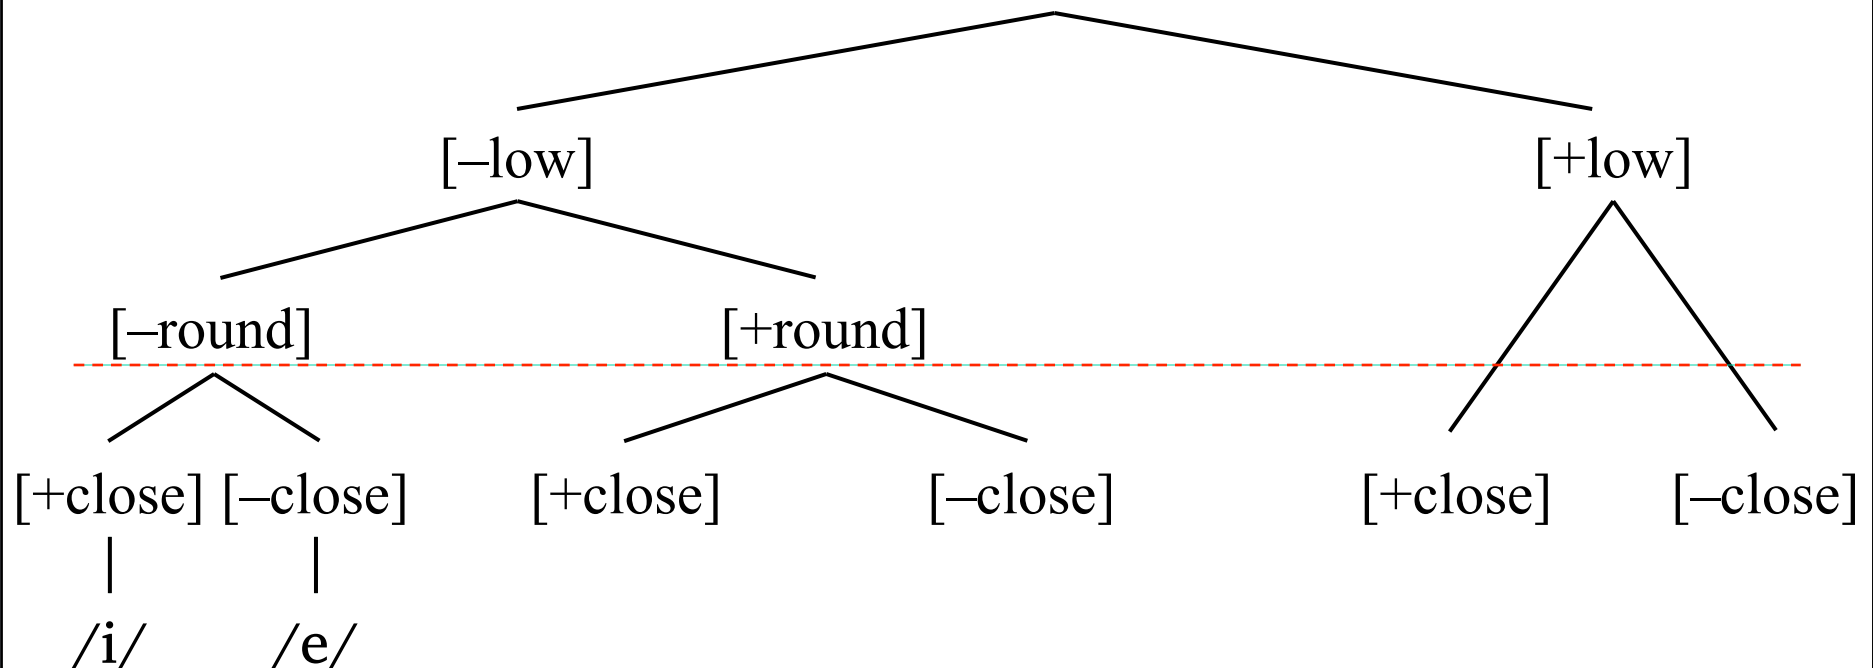 [–low] [+low]
[–round] [+round]
[+close] [–close] [+close] [–close] [+close] [–close]
/i/ /e/